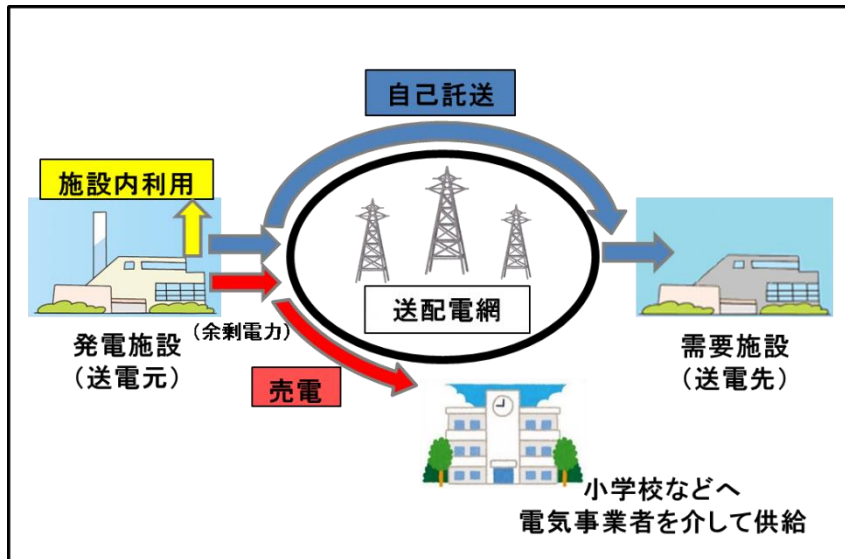 自己託送
施設内利用
送配電網
発電施設
(送電元)
(余剰電力)
売電
需要施設
(送電先)
小学校などへ
電気事業者を介して供給